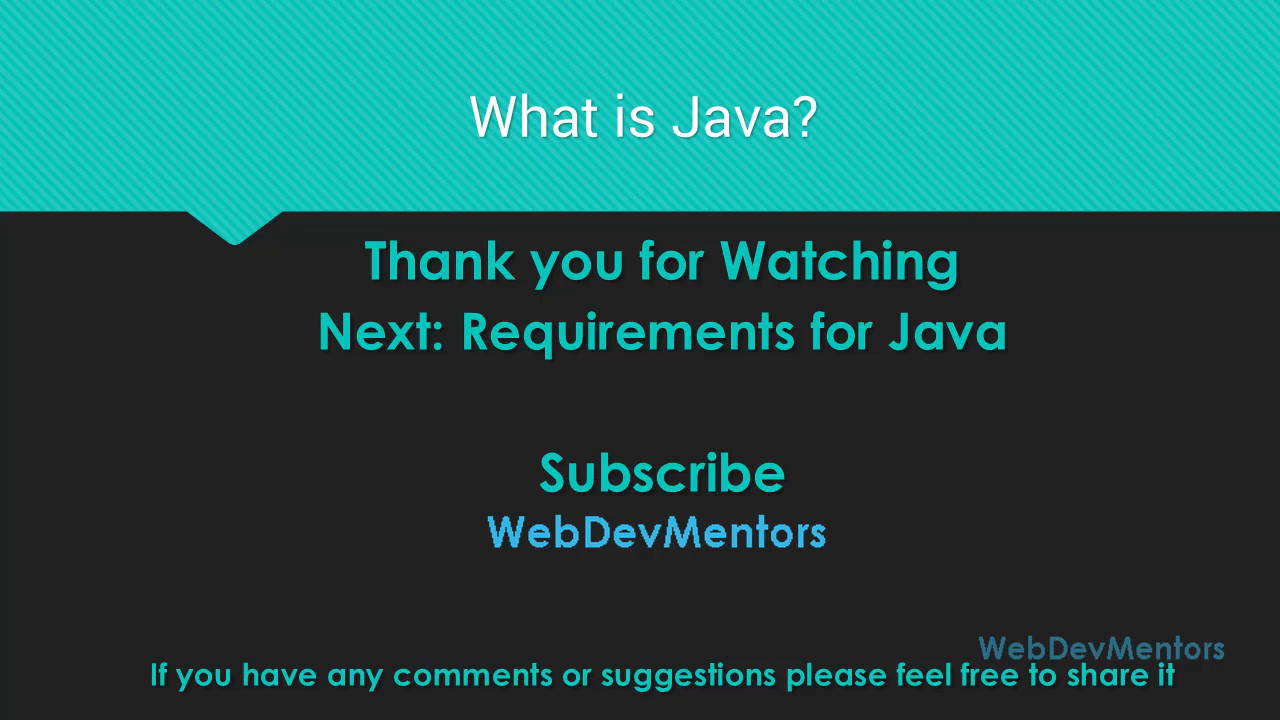 What is Java?
Thank you for Watching
Next: Requirements for Java
Subscribe
WebDevMentors
WebDevMentors
If you have any comments or suggestions please feel free to share it